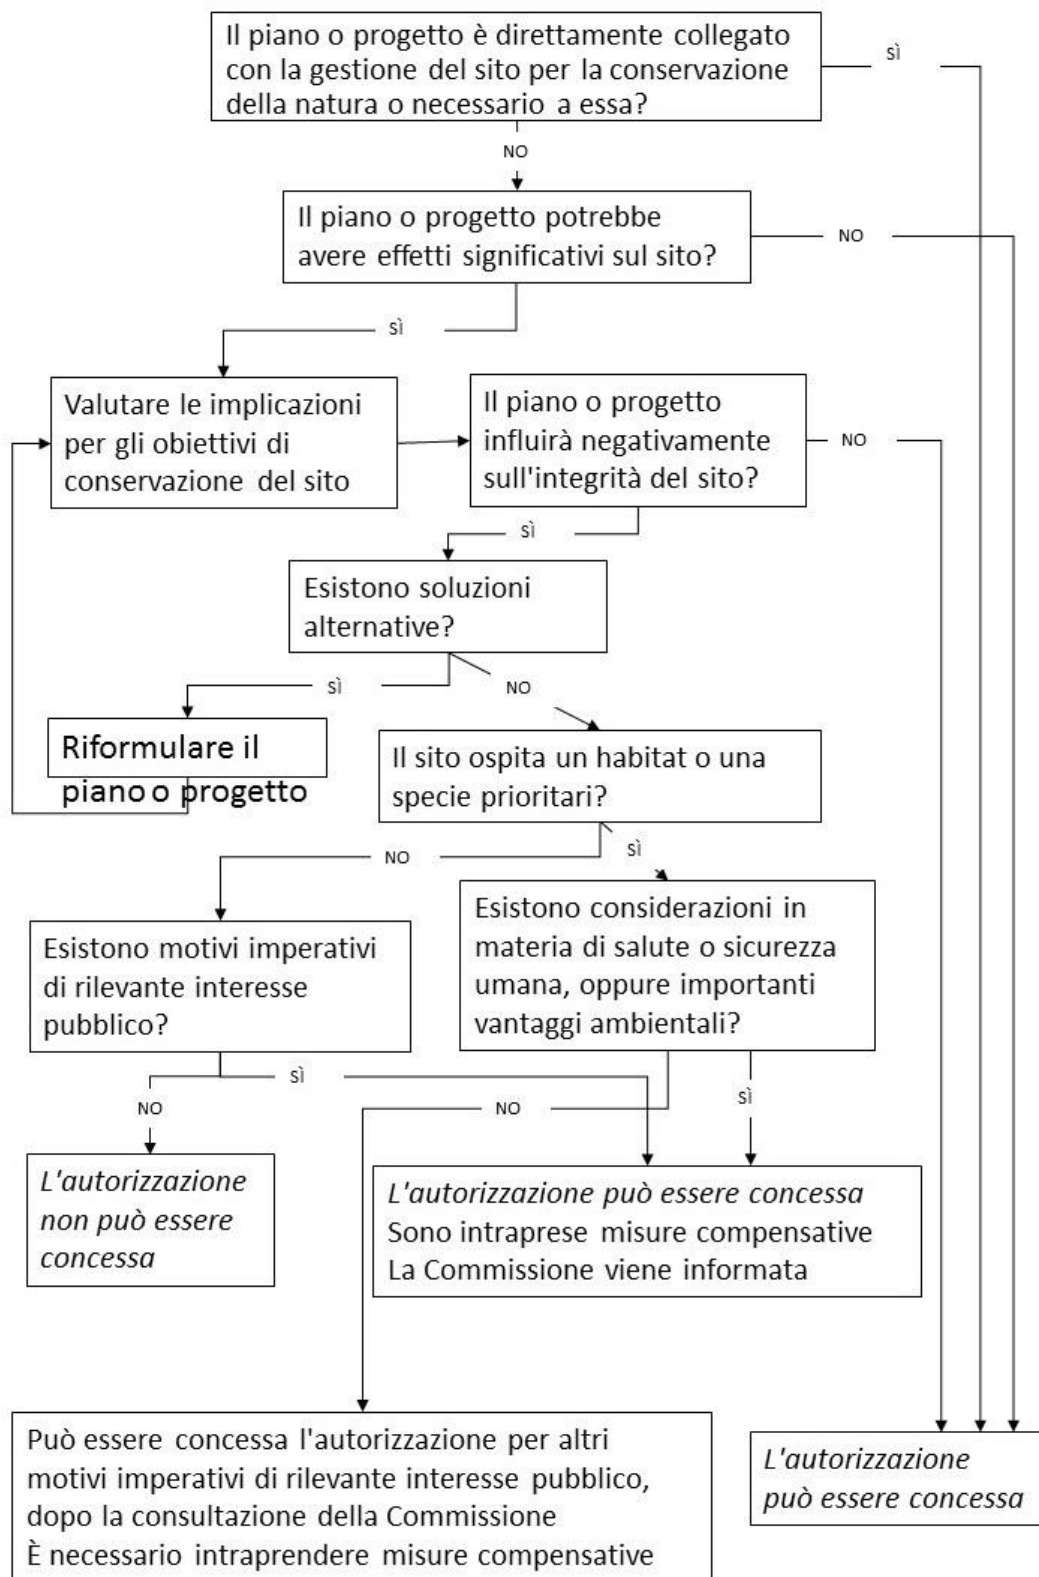 Il piano o progetto è direttamente collegato
con la gestione del sito per la conservazione
della natura o necessario a essa?
SÌ
NO
Il piano o progetto potrebbe
avere effetti significativi sul sito?
NO
SÌ
Valutare le implicazioni
per gli obiettivi di
conservazione del sito
Il piano o progetto
influirà negativamente
sull'integrità del sito?
NO
SÌ
Esistono soluzioni
alternative?
SÌ
NO
Riformulare il
piano o progetto
Il sito ospita un habitat o una
specie prioritari?
NO
SÌ
Esistono motivi imperativi
di rilevante interesse
pubblico?
Esistono considerazioni in
materia di salute o sicurezza
umana, oppure importanti
vantaggi ambientali?
SÌ
NO
NO
SÌ
L'autorizzazione
non può essere
concessa
L'autorizzazione può essere concessa
Sono intraprese misure compensative
La Commissione viene informata
Può essere concessa l'autorizzazione per altri
motivi imperativi di rilevante interesse pubblico,
dopo la consultazione della Commissione
È necessario intraprendere misure compensative
L'autorizzazione
può essere concessa